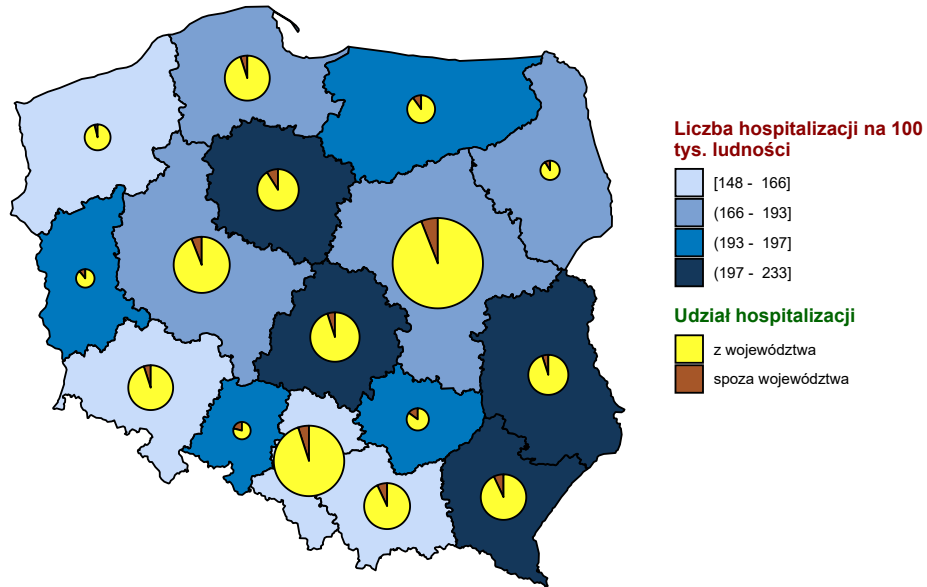 Liczba hospitalizacji na 100
tys. ludności
[148 - 166]
(166 - 193]
(193 - 197]
(197 - 233]
Udział hospitalizacji
z województwa
spoza województwa